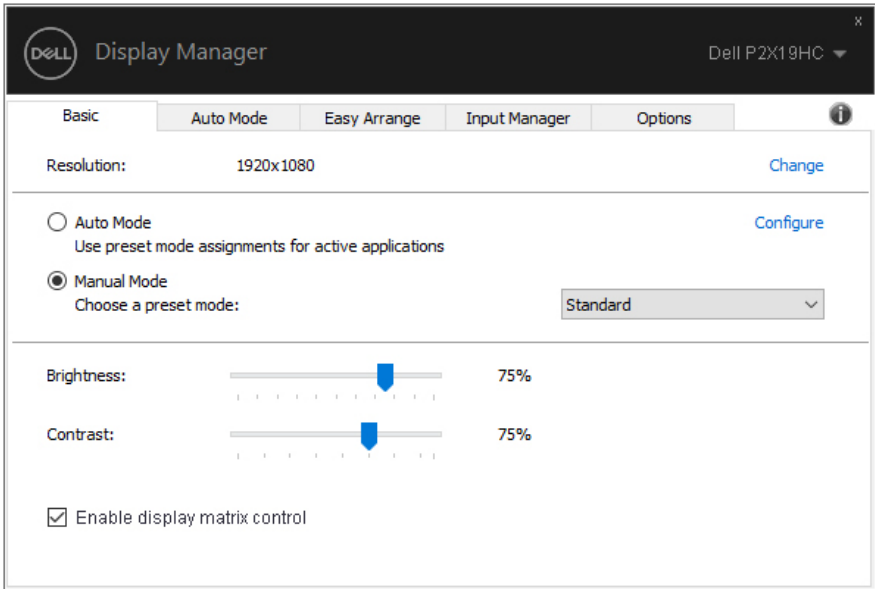 DELL
Display Manager
x
Dell P2X19HC
Basic
Auto Mode
Easy Arrange
Input Manager
Options
i
Resolution:
1920x1080
Change
Auto Mode
Configure
Use preset mode assignments for active applications
Manual Mode
Choose a preset mode:
Standard
Brightness:
75%
Contrast:
75%
Enable display matrix control